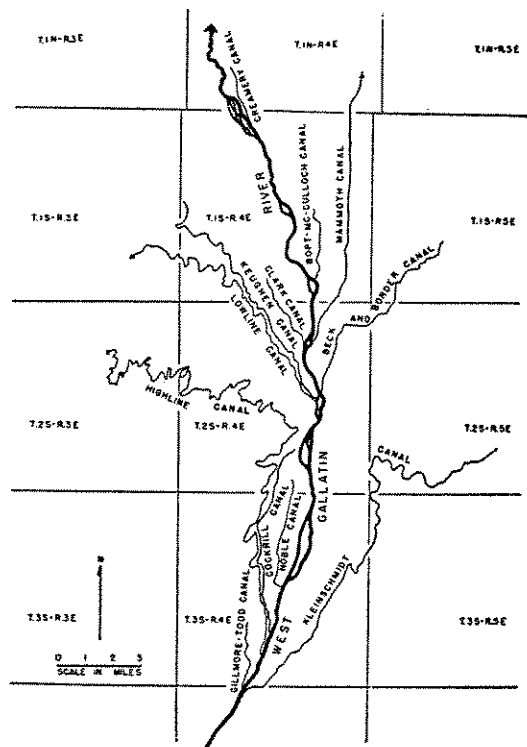 T.1N-R.3E
T.1N-R.4E
T.1N-R.5E
CREAMERY CANAL
RIVER
BORT-MC CULLOCH CANAL
MAMMOTH CANAL
T.1S-R.3E
T.1S-R.4E
T.1S-R.5E
CLARK CANAL
KEUGHEN CANAL
LOWLINE CANAL
BECK AND BORDER CANAL
HIGHLINE CANAL
T.2S-R.3E
T.2S-R.4E
T.2S-R.5E
CANAL
GALLATIN
COCKRILL CANAL
NOBLE CANAL
KLEINSCHMIDT
GILLMORE-TODD CANAL
WEST
T.3S-R.3E
T.3S-R.4E
T.3S-R.5E
0 1 2 3
SCALE IN MILES